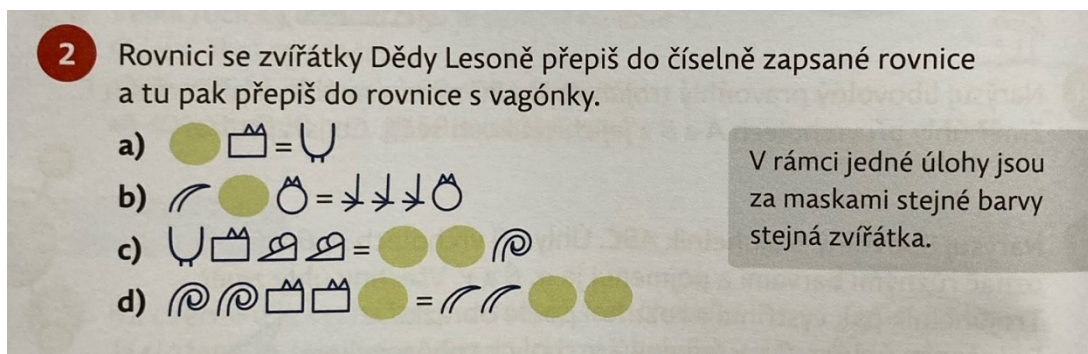 2 Rovnici se zvířátky Dědy Lesoně přepiš do číselně zapsané rovnice
a tu pak přepiš do rovnice s vagónky.
a) =
b) =
c) =
d) =
V rámci jedné úlohy jsou
za maskami stejné barvy
stejná zvířátka.